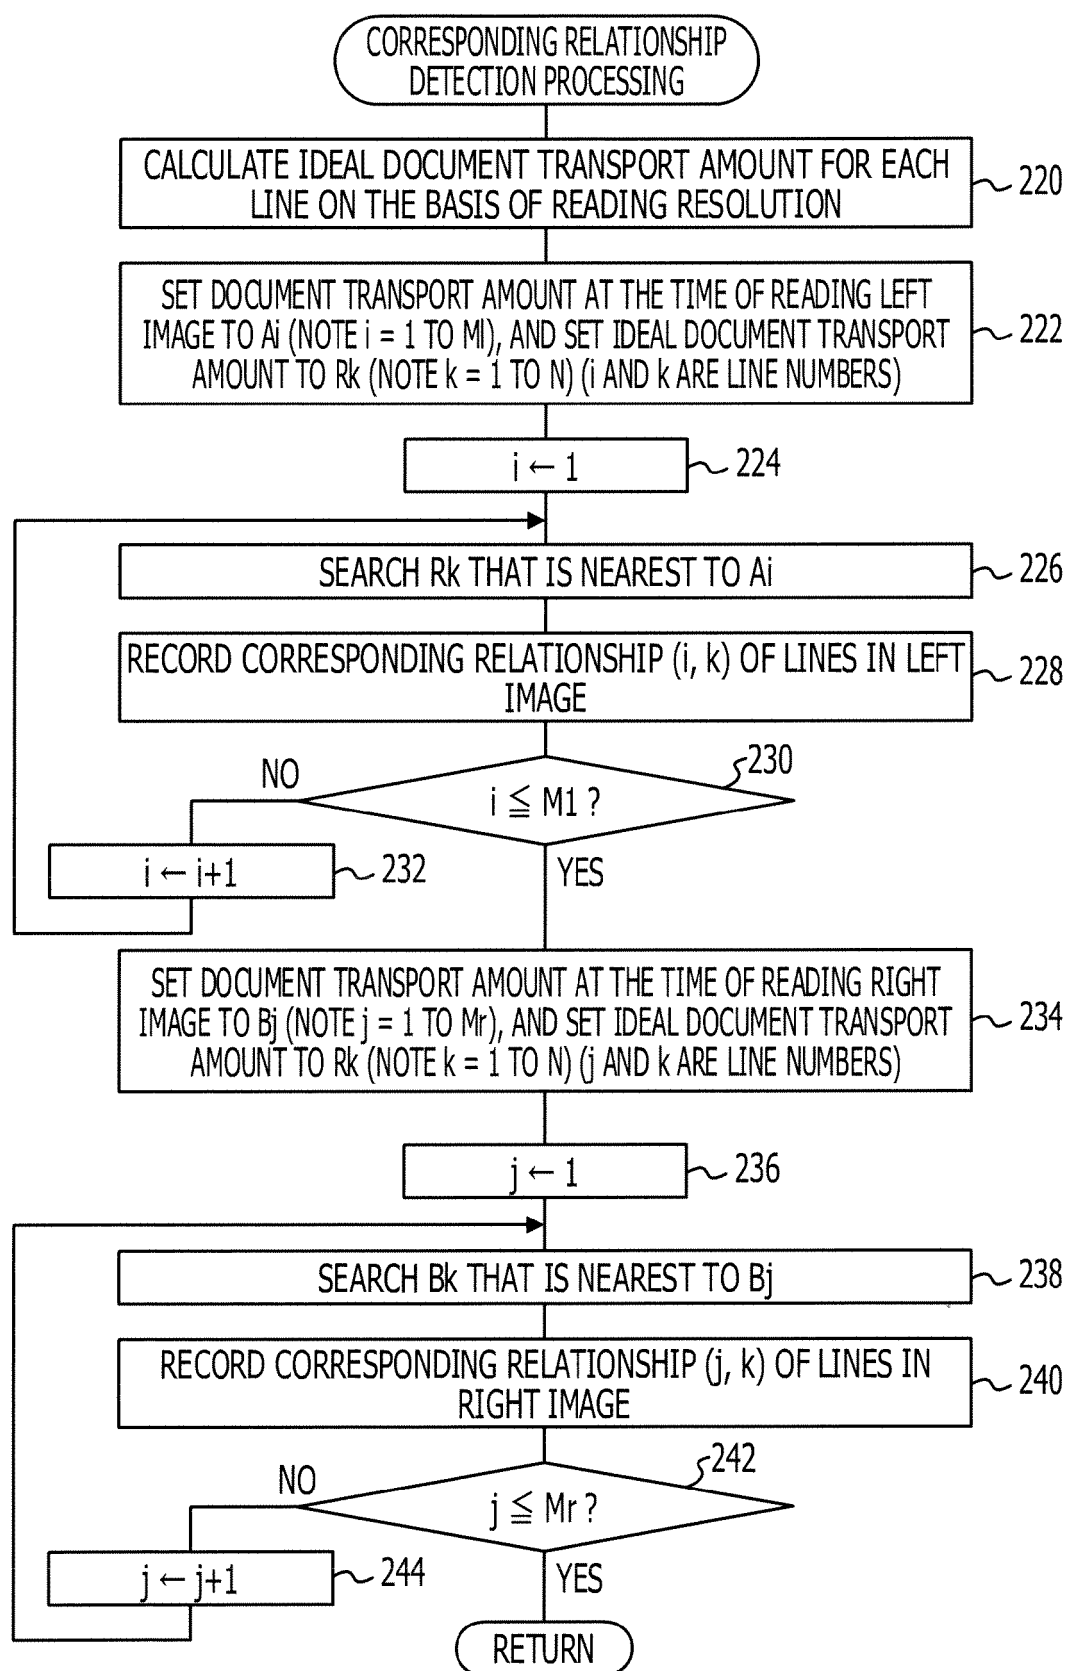 CORRESPONDING RELATIONSHIP
DETECTION PROCESSING
CALCULATE IDEAL DOCUMENT TRANSPORT AMOUNT FOR EACH
LINE ON THE BASIS OF READING RESOLUTION
220
SET DOCUMENT TRANSPORT AMOUNT AT THE TIME OF READING LEFT
IMAGE TO Ai (NOTE i = 1 TO Ml), AND SET IDEAL DOCUMENT TRANSPORT
AMOUNT TO Rk (NOTE k = 1 TO N) (i AND k ARE LINE NUMBERS)
222
i ← 1
224
SEARCH Rk THAT IS NEAREST TO Ai
226
RECORD CORRESPONDING RELATIONSHIP (i, k) OF LINES IN LEFT
IMAGE
228
230
NO
i ≦ M1 ?
i ← i+1
232
YES
SET DOCUMENT TRANSPORT AMOUNT AT THE TIME OF READING RIGHT
IMAGE TO Bj (NOTE j = 1 TO Mr), AND SET IDEAL DOCUMENT TRANSPORT
AMOUNT TO Rk (NOTE k = 1 TO N) (j AND k ARE LINE NUMBERS)
234
j ← 1
236
SEARCH Bk THAT IS NEAREST TO Bj
238
RECORD CORRESPONDING RELATIONSHIP (j, k) OF LINES IN
RIGHT IMAGE
240
242
NO
j ≦ Mr ?
j ← j+1
244
YES
RETURN